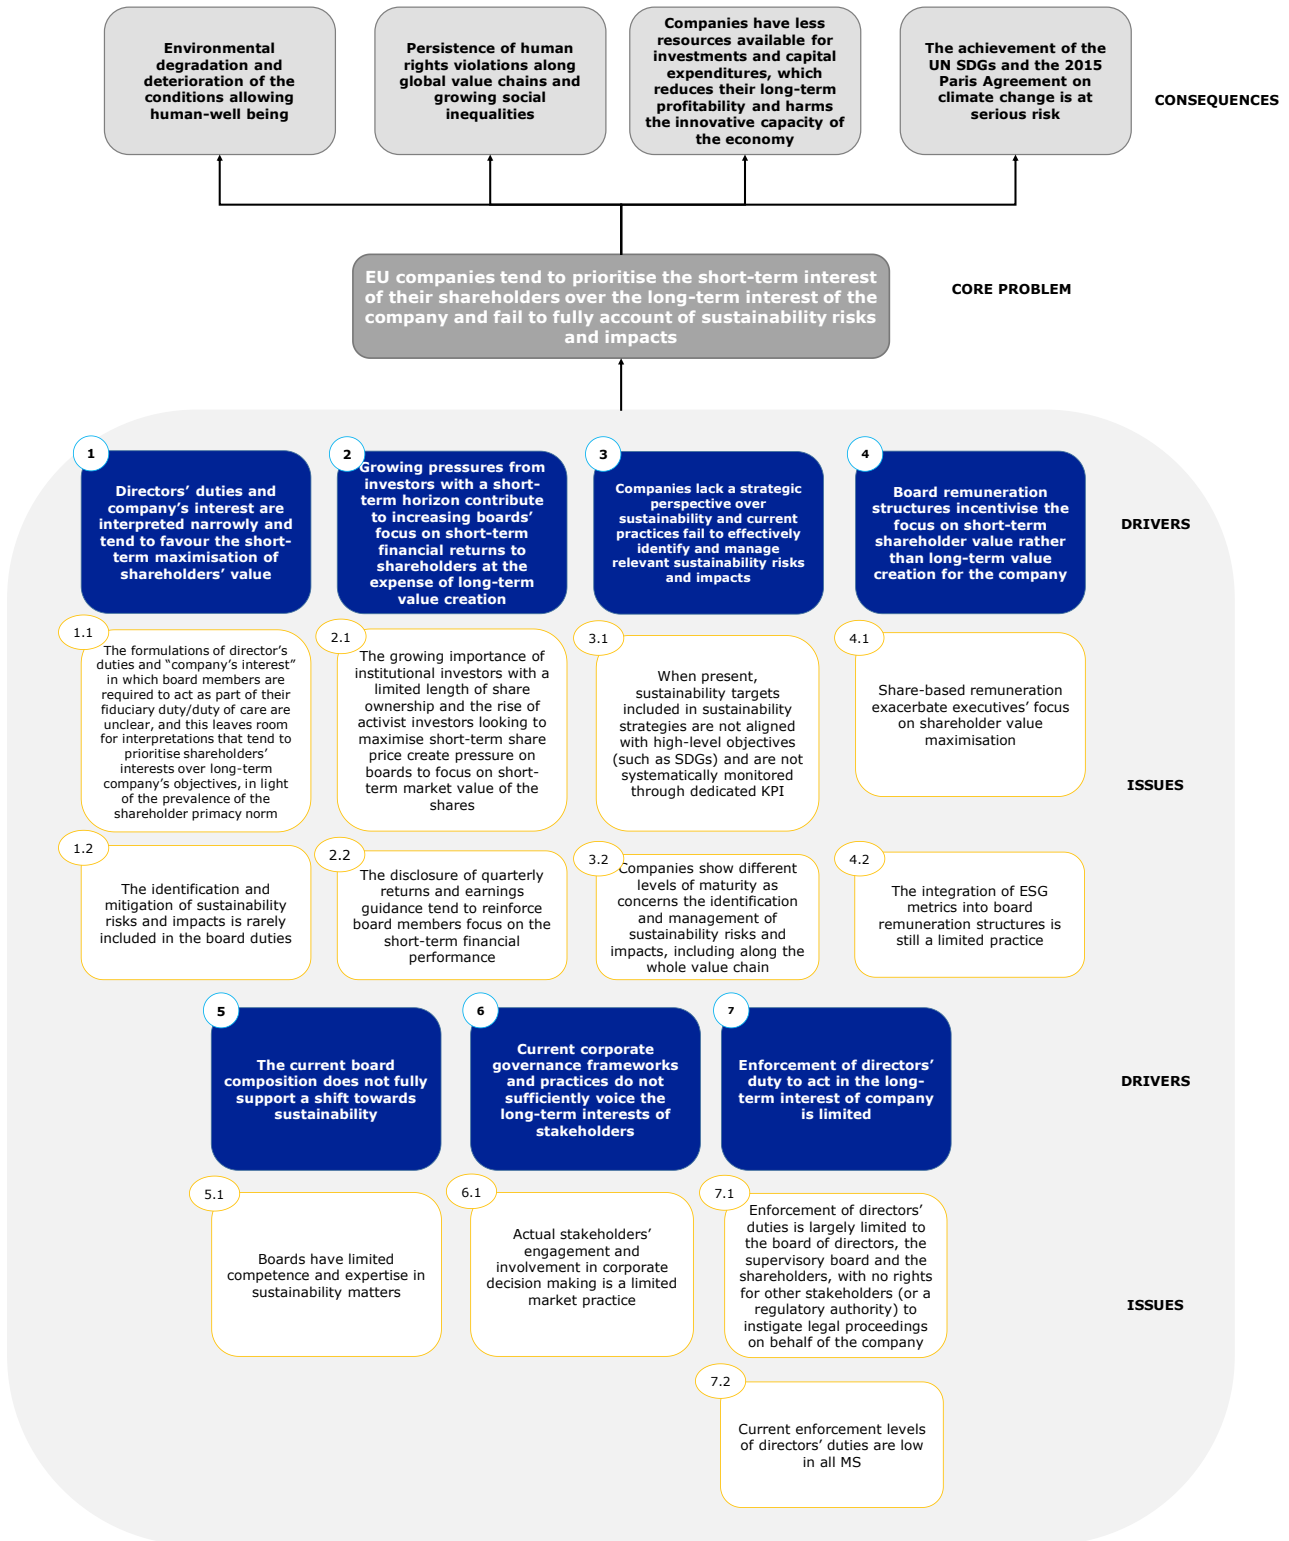 Environmental
degradation and
deterioration of the
conditions allowing
human-well being
Persistence of human
rights violations along
global value chains and
growing social
inequalities
Companies have less
resources available for
investments and capital
expenditures, which
reduces their long-term
profitability and harms
the innovative capacity of
the economy
The achievement of the
UN SDGs and the 2015
Paris Agreement on
climate change is at
serious risk
CONSEQUENCES
EU companies tend to prioritise the short-term interest
of their shareholders over the long-term interest of the
company and fail to fully account of sustainability risks
and impacts
CORE PROBLEM
1
Directors’ duties and
company’s interest are
interpreted narrowly and
tend to favour the short-
term maximisation of
shareholders’ value
2
Growing pressures from
investors with a short-
term horizon contribute
to increasing boards’
focus on short-term
financial returns to
shareholders at the
expense of long-term
value creation
3
Companies lack a strategic
perspective over
sustainability and current
practices fail to effectively
identify and manage
relevant sustainability risks
and impacts
4
Board remuneration
structures incentivise the
focus on short-term
shareholder value rather
than long-term value
creation for the company
DRIVERS
1.1
The formulations of director’s
duties and “company’s interest”
in which board members are
required to act as part of their
fiduciary duty/duty of care are
unclear, and this leaves room
for interpretations that tend to
prioritise shareholders’
interests over long-term
company’s objectives, in light
of the prevalence of the
shareholder primacy norm
2.1
The growing importance of
institutional investors with a
limited length of share
ownership and the rise of
activist investors looking to
maximise short-term share
price create pressure on
boards to focus on short-
term market value of the
shares
3.1
When present,
sustainability targets
included in sustainability
strategies are not aligned
with high-level objectives
(such as SDGs) and are not
systematically monitored
through dedicated KPI
4.1
Share-based remuneration
exacerbate executives’ focus
on shareholder value
maximisation
ISSUES
1.2
The identification and
mitigation of sustainability
risks and impacts is rarely
included in the board duties
2.2
The disclosure of quarterly
returns and earnings
guidance tend to reinforce
board members focus on the
short-term financial
performance
3.2
Companies show different
levels of maturity as
concerns the identification
and management of
sustainability risks and
impacts, including along the
whole value chain
4.2
The integration of ESG
metrics into board
remuneration structures is
still a limited practice
5
The current board
composition does not fully
support a shift towards
sustainability
6
Current corporate
governance frameworks
and practices do not
sufficiently voice the
long-term interests of
stakeholders
7
Enforcement of directors’
duty to act in the long-
term interest of company
is limited
DRIVERS
5.1
Boards have limited
competence and expertise in
sustainability matters
6.1
Actual stakeholders’
engagement and
involvement in corporate
decision making is a limited
market practice
7.1
Enforcement of directors’
duties is largely limited to
the board of directors, the
supervisory board and the
shareholders, with no rights
for other stakeholders (or a
regulatory authority) to
instigate legal proceedings
on behalf of the company
ISSUES
7.2
Current enforcement levels
of directors’ duties are low
in all MS